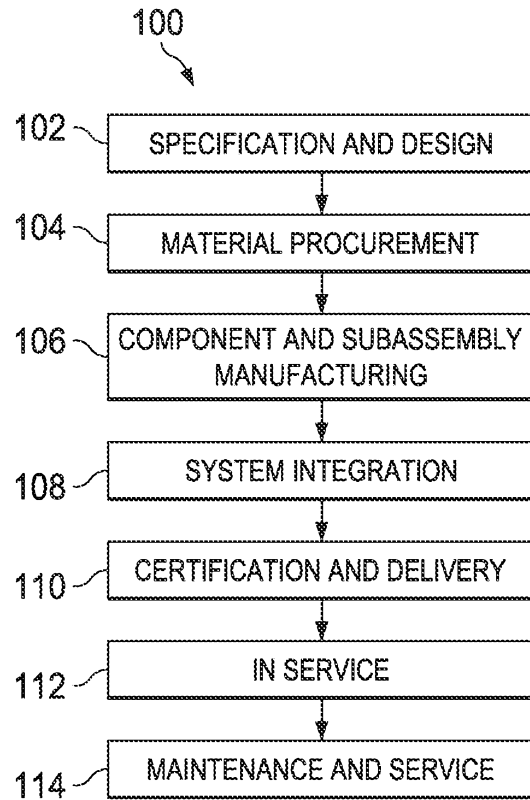 100
102 SPECIFICATION AND DESIGN
104 MATERIAL PROCUREMENT
106 COMPONENT AND SUBASSEMBLY
MANUFACTURING
108 SYSTEM INTEGRATION
110 CERTIFICATION AND DELIVERY
112 IN SERVICE
114 MAINTENANCE AND SERVICE